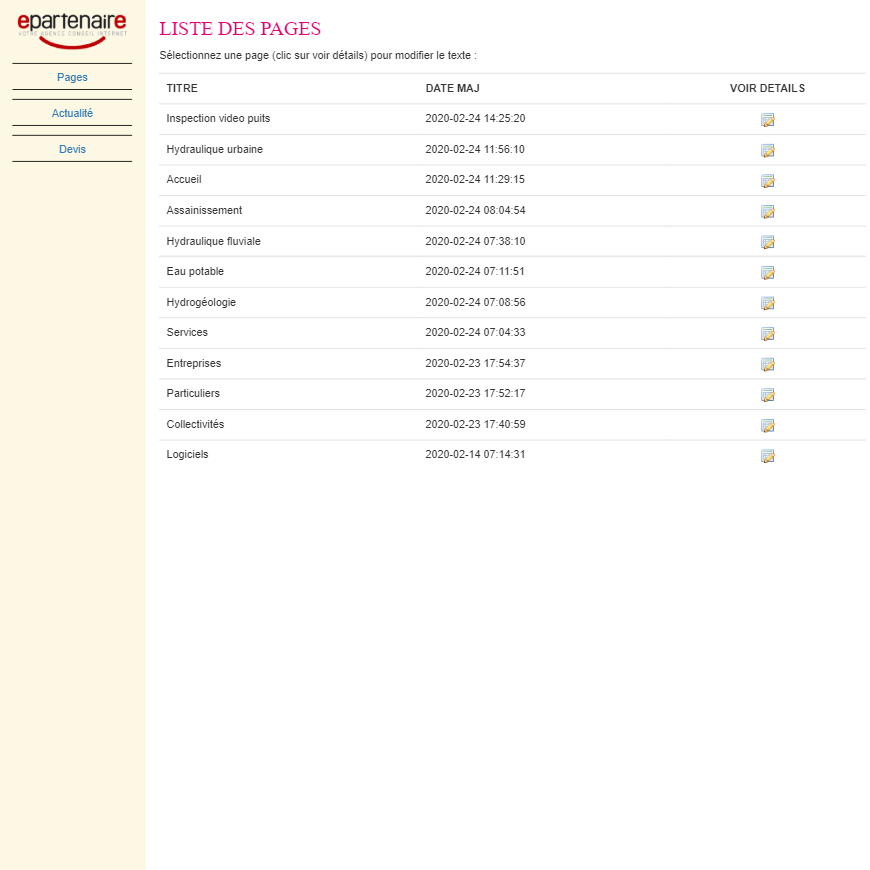 epartenaire
VOTRE AGENCE CONSEIL INTERNET
Pages
Actualité
Devis
LISTE DES PAGES
Sélectionnez une page (clic sur voir détails) pour modifier le texte :
TITRE DATE MAJ VOIR DETAILS
Inspection video puits 2020-02-24 14:25:20
Hydraulique urbaine 2020-02-24 11:56:10
Accueil 2020-02-24 11:29:15
Assainissement 2020-02-24 08:04:54
Hydraulique fluviale 2020-02-24 07:38:10
Eau potable 2020-02-24 07:11:51
Hydrogéologie 2020-02-24 07:08:56
Services 2020-02-24 07:04:33
Entreprises 2020-02-23 17:54:37
Particuliers 2020-02-23 17:52:17
Collectivités 2020-02-23 17:40:59
Logiciels 2020-02-14 07:14:31